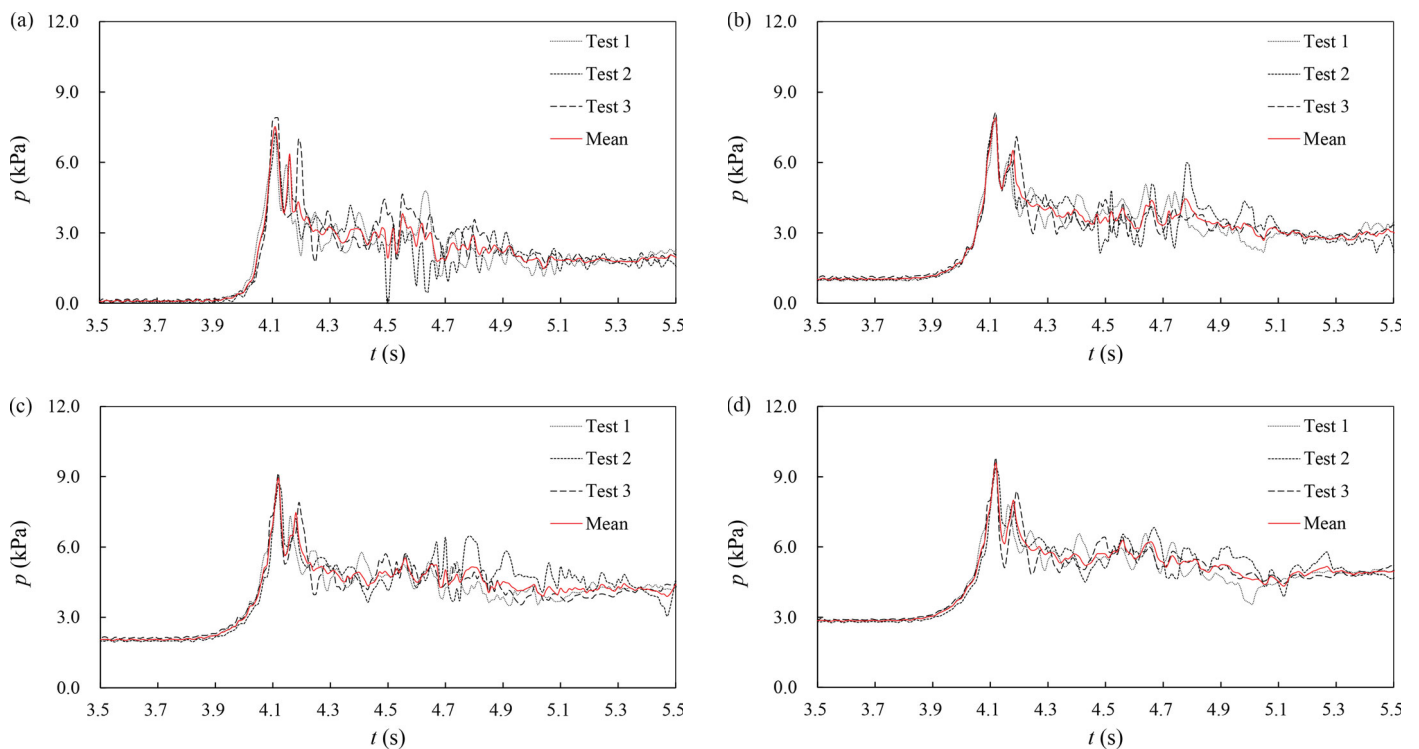 (a)
12.0
9.0
6.0
3.0
0.0
p (kPa)
Test 1
Test 2
Test 3
Mean
3.5 3.7 3.9 4.1 4.3 4.5 4.7 4.9 5.1 5.3 5.5
t (s)
(b)
12.0
9.0
6.0
3.0
0.0
p (kPa)
Test 1
Test 2
Test 3
Mean
3.5 3.7 3.9 4.1 4.3 4.5 4.7 4.9 5.1 5.3 5.5
t (s)
(c)
12.0
9.0
6.0
3.0
0.0
p (kPa)
Test 1
Test 2
Test 3
Mean
3.5 3.7 3.9 4.1 4.3 4.5 4.7 4.9 5.1 5.3 5.5
t (s)
(d)
12.0
9.0
6.0
3.0
0.0
p (kPa)
Test 1
Test 2
Test 3
Mean
3.5 3.7 3.9 4.1 4.3 4.5 4.7 4.9 5.1 5.3 5.5
t (s)